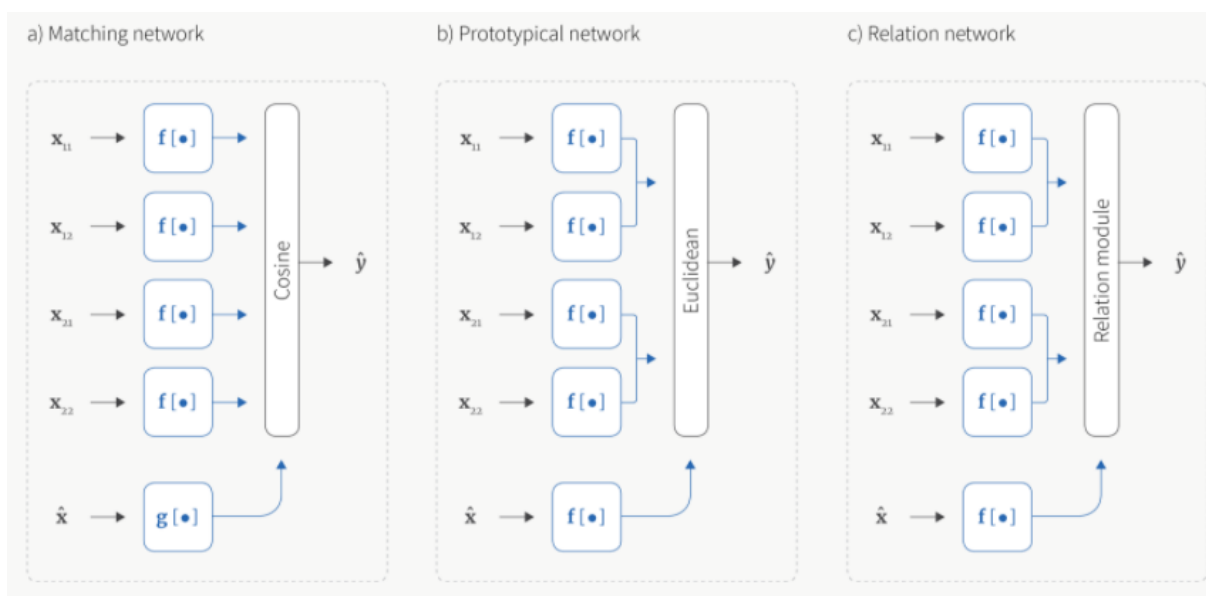 a) Matching network
x₁₁ f[•]
x₁₂ f[•]
x₂₁ f[•]
x₂₂ f[•]
Cosine
ŷ
x̂ g[•]
b) Prototypical network
x₁₁ f[•]
x₁₂ f[•]
x₂₁ f[•]
x₂₂ f[•]
Euclidean
ŷ
x̂ f[•]
c) Relation network
x₁₁ f[•]
x₁₂ f[•]
x₂₁ f[•]
x₂₂ f[•]
Relation module
ŷ
x̂ f[•]